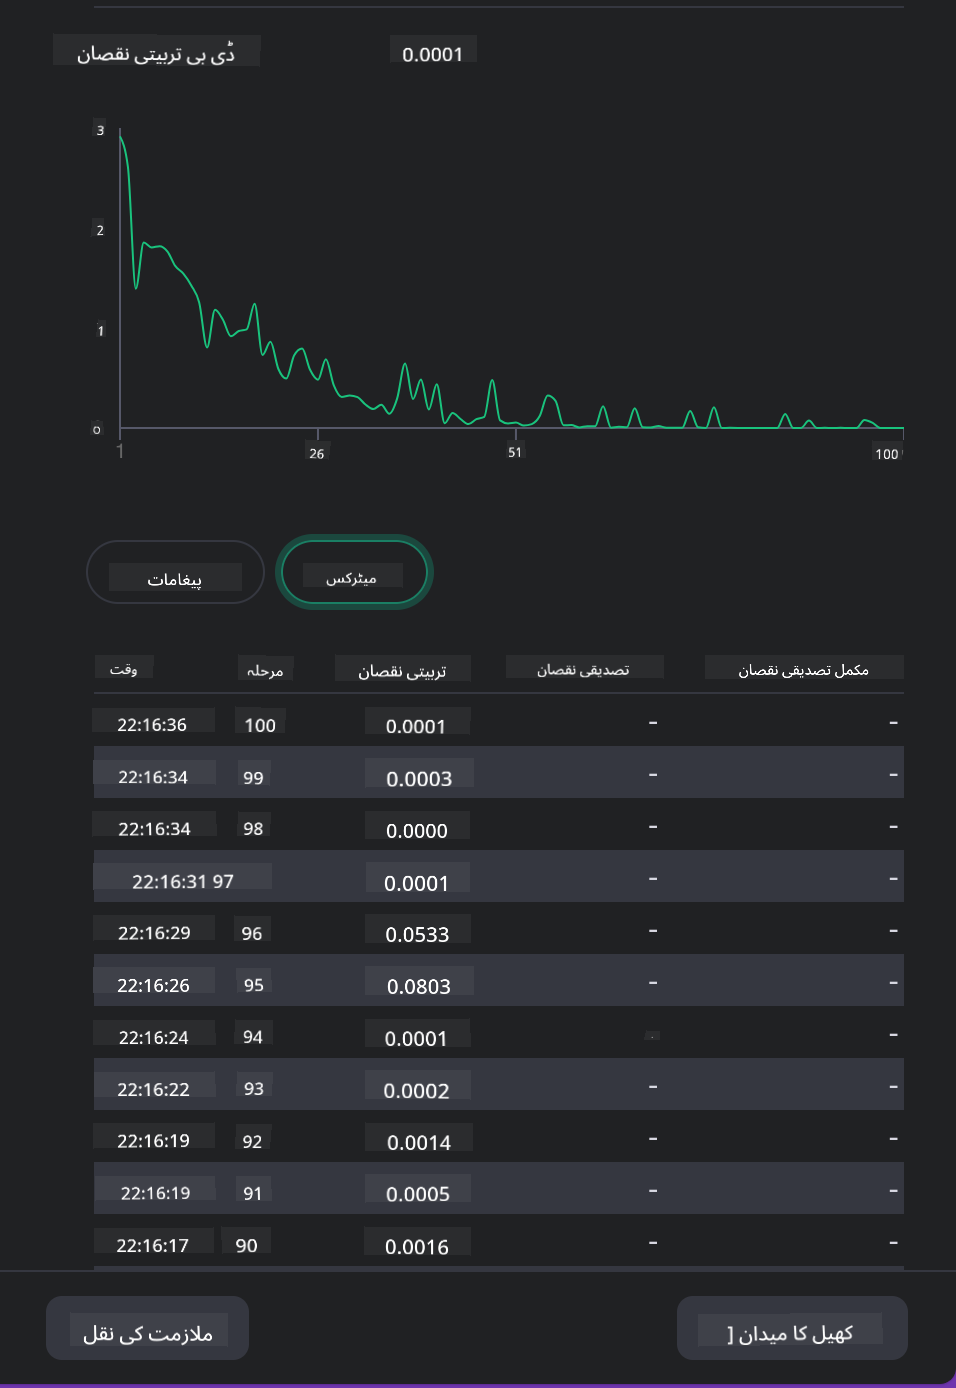 ڈی بی تربیتی نقصان 0.0001
3
2
1
0
1 26 51 100
پیغامات میٹرکس
وقت مرحلہ تربیتی نقصان تصدیقی نقصان مکمل تصدیقی نقصان
22:16:36 100 0.0001 – –
22:16:34 99 0.0003 – –
22:16:34 98 0.0000 – –
22:16:31 97 0.0001 – –
22:16:29 96 0.0533 – –
22:16:26 95 0.0803 – –
22:16:24 94 0.0001 - –
22:16:22 93 0.0002 – –
22:16:19 92 0.0014 – –
22:16:19 91 0.0005 – –
22:16:17 90 0.0016 – –
ملازمت کی نقل کھیل کا میدان [